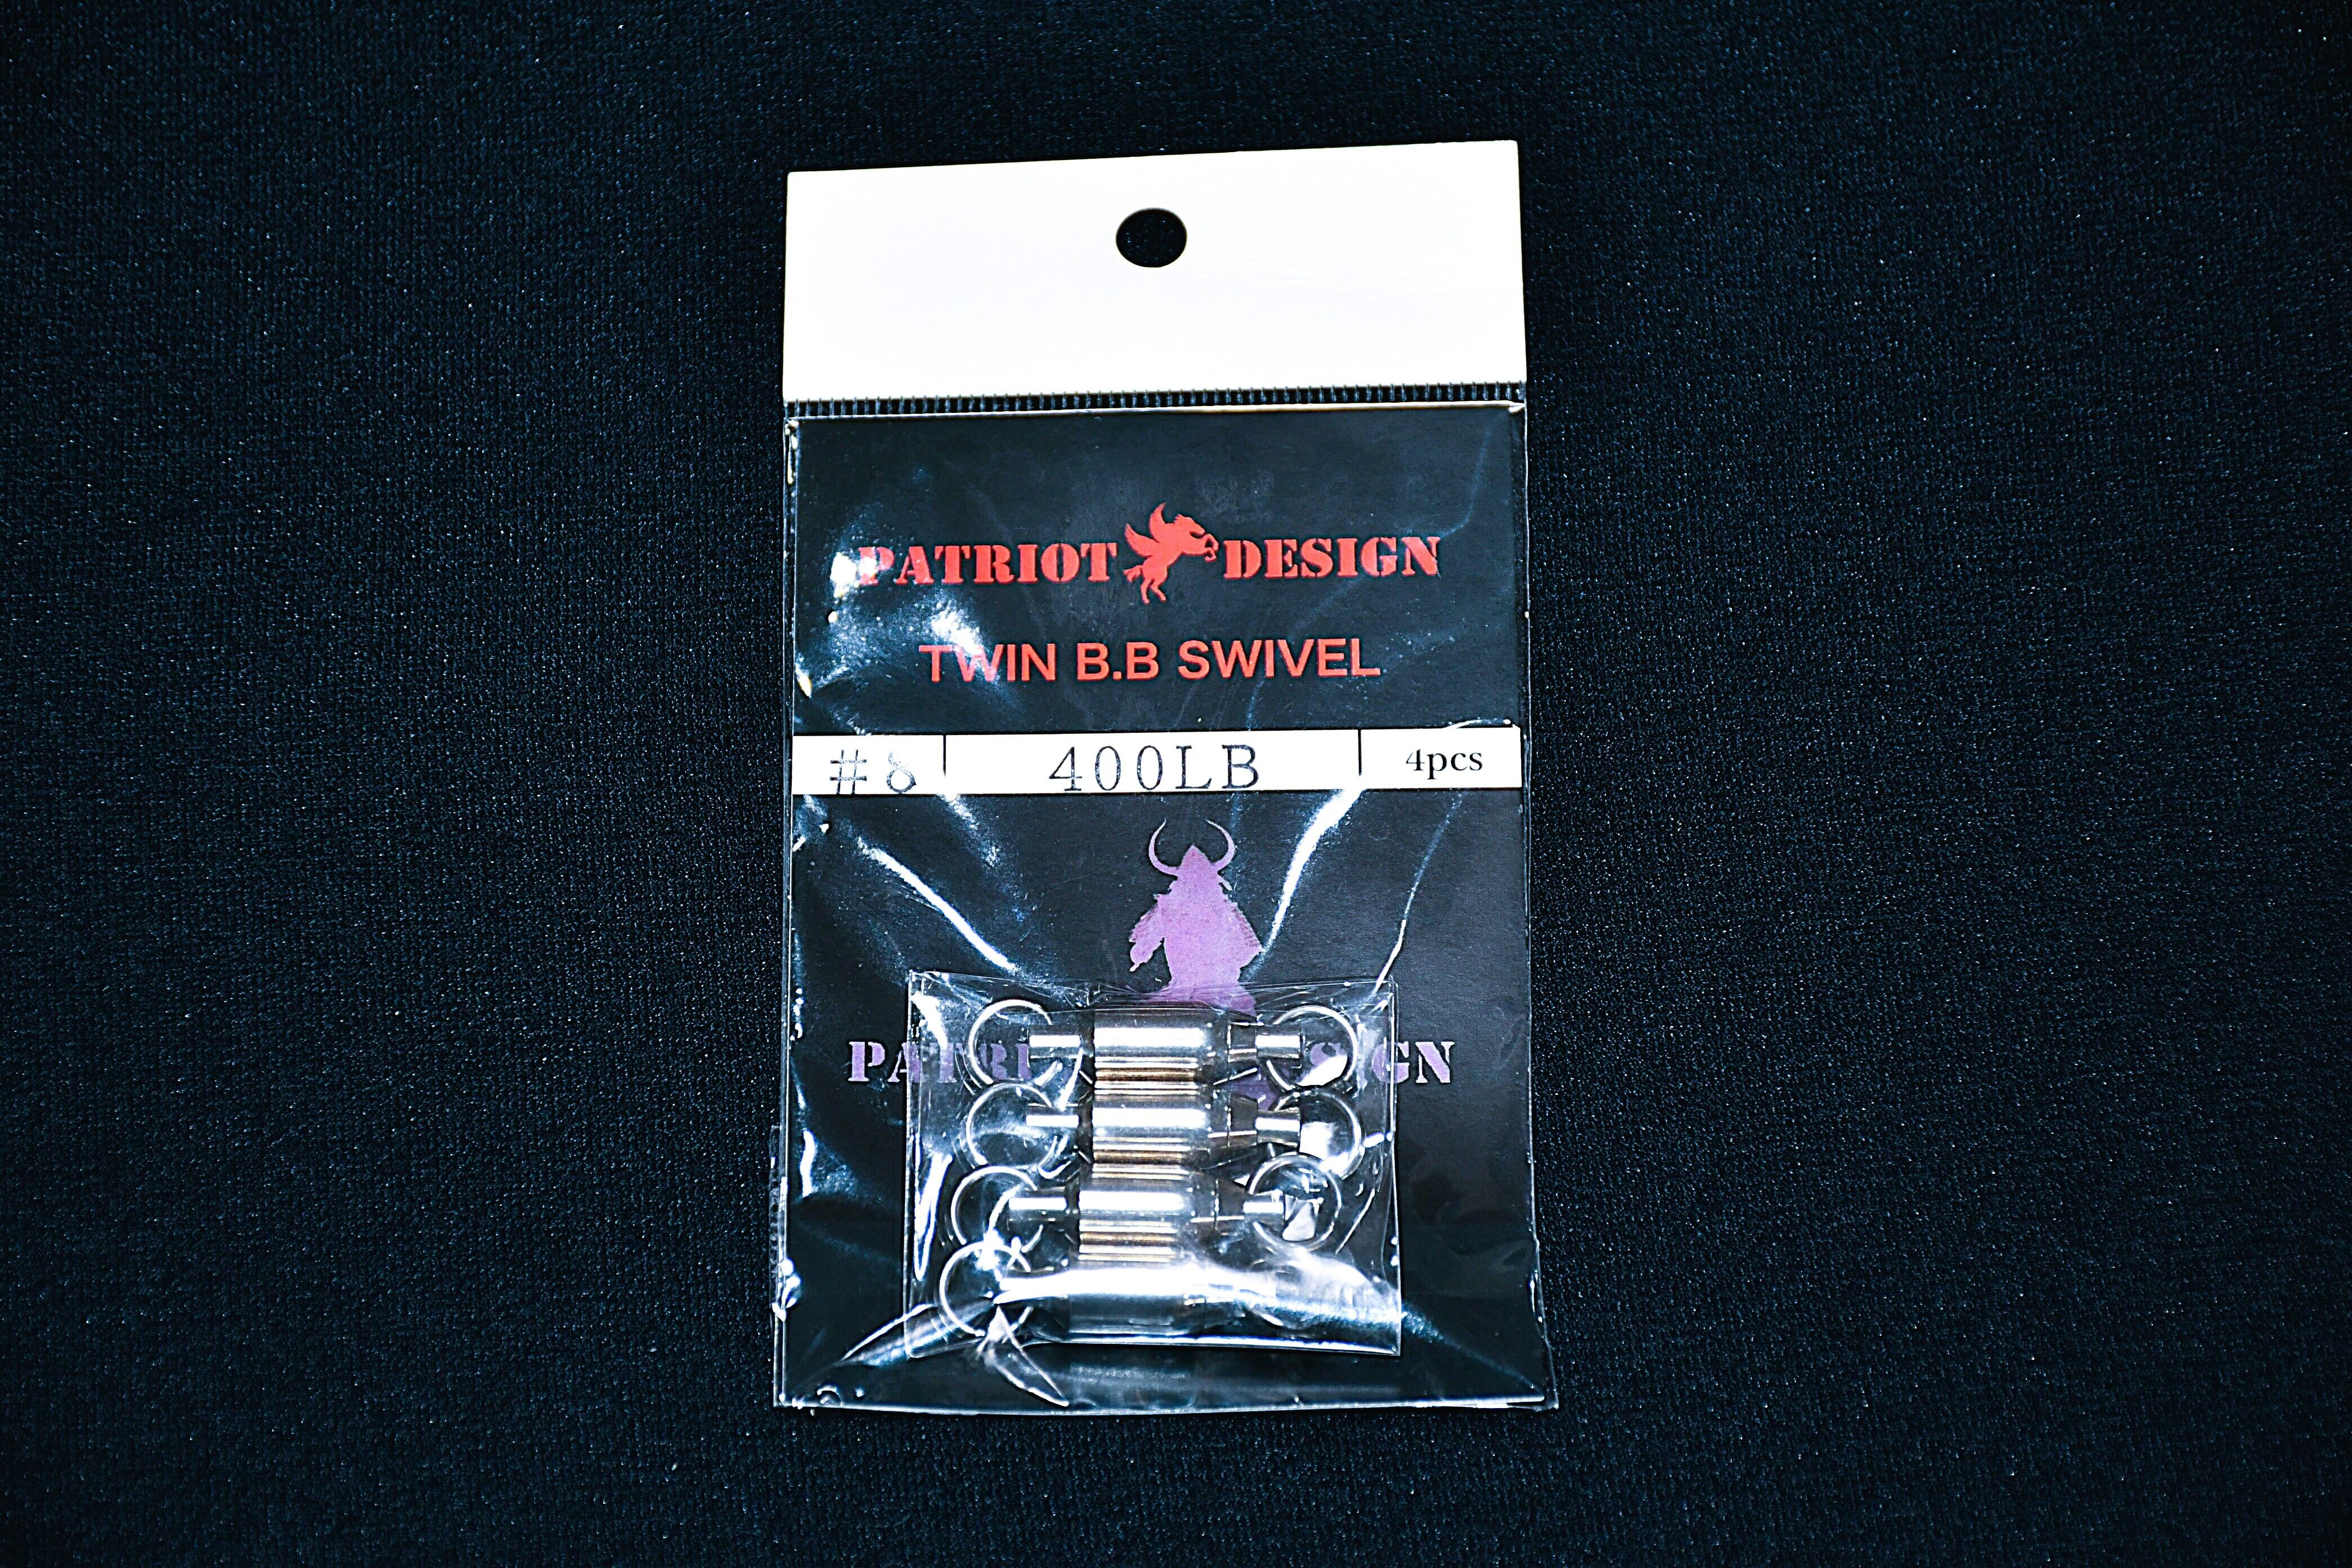 PATRIOT DESIGN
TWIN B.B SWIVEL
#8 400LB 4pcs